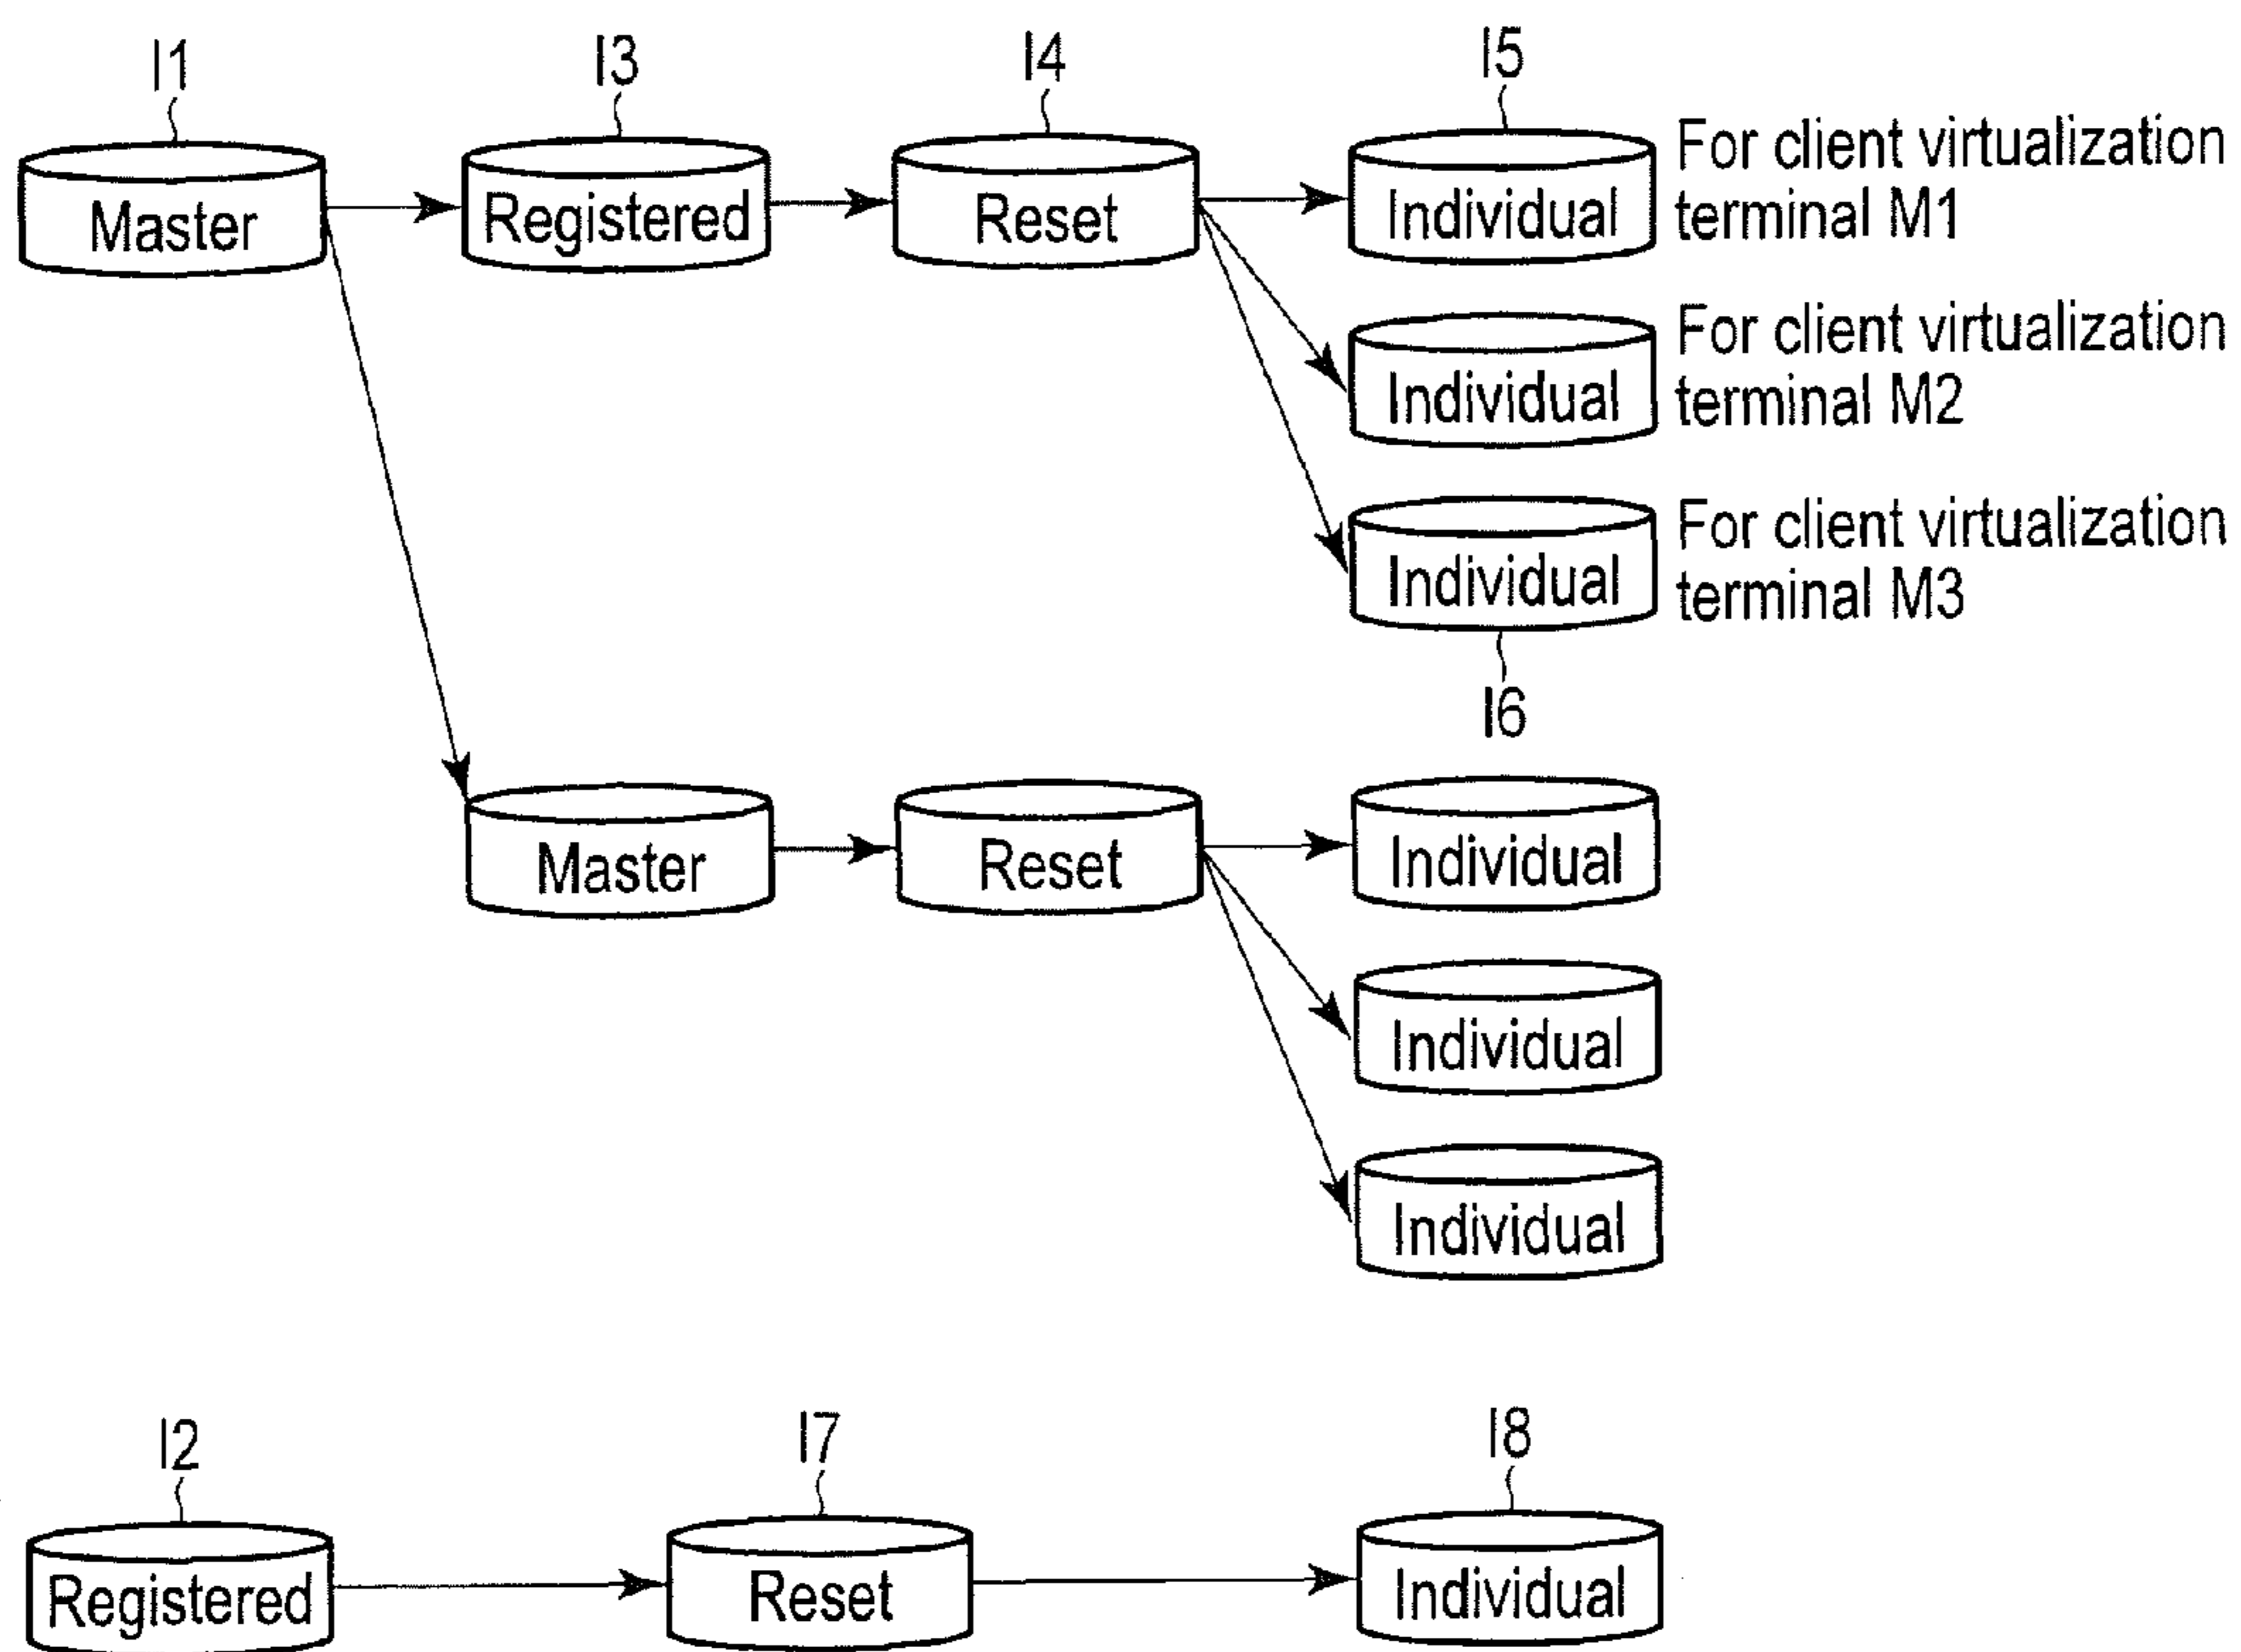 I1
I3
I4
I5
Master
Registered
Reset
Individual
For client virtualization
terminal M1
Individual
For client virtualization
terminal M2
Individual
For client virtualization
terminal M3
I6
Master
Reset
Individual
Individual
Individual
I2
I7
I8
Registered
Reset
Individual